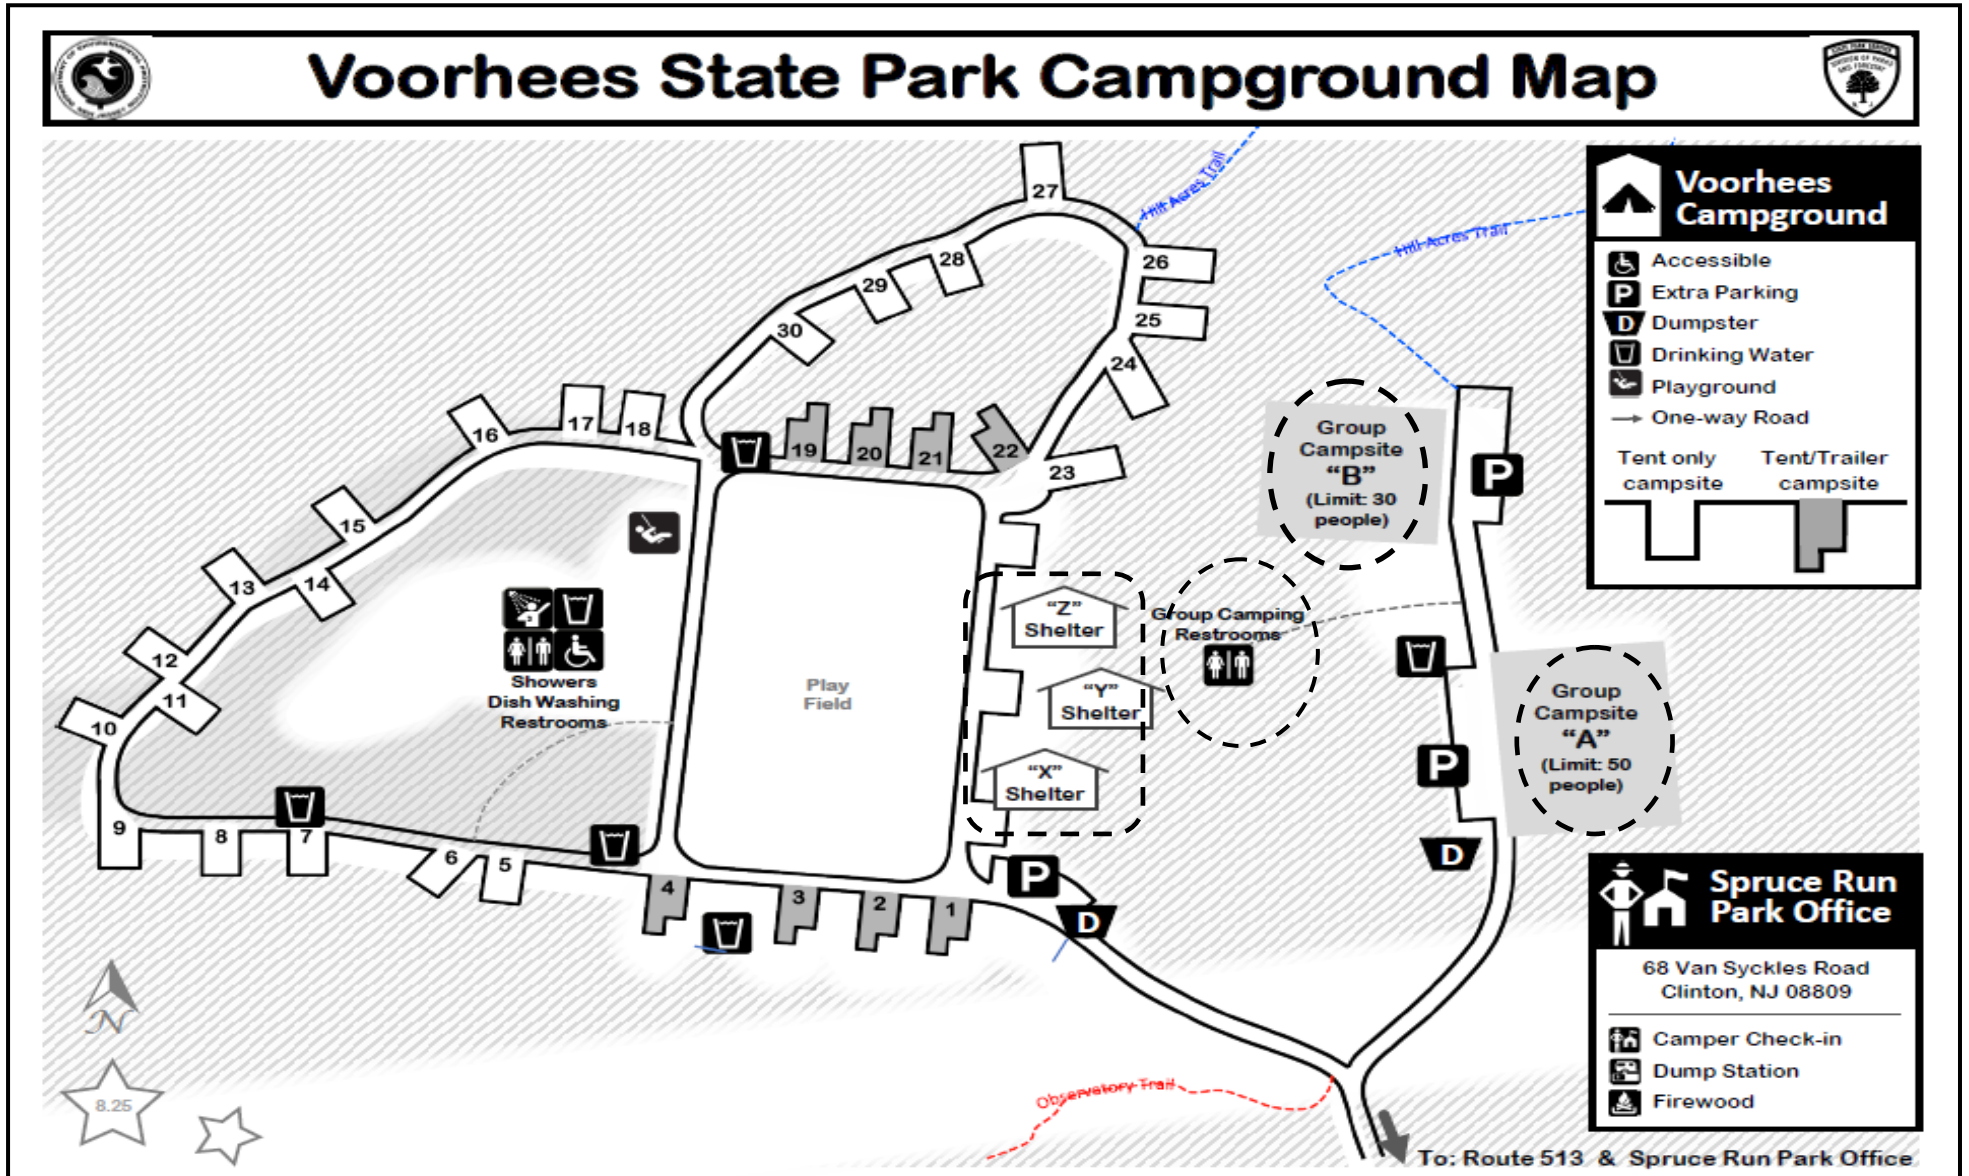 Voorhees State Park Campground Map
Hill Acres Trail
Hill Acres Trail
27
26
28
29
25
30
24
16
17
18
19
20
21
22
23
15
14
13
12
11
10
9
8
7
6
5
4
3
2
1
Group
Campsite
“B”
(Limit: 30
people)
P
“Z”
Shelter
Group Camping
Restrooms
“Y”
Shelter
“X”
Shelter
Showers
Dish Washing
Restrooms
Play
Field
Group
Campsite
“A”
(Limit: 50
people)
P
D
P
D
N
8.25
Observatory Trail
To: Route 513 & Spruce Run Park Office
Voorhees
Campground
Accessible
P Extra Parking
D Dumpster
Drinking Water
Playground
One-way Road
Tent only
campsite
Tent/Trailer
campsite
Spruce Run
Park Office
68 Van Syckles Road
Clinton, NJ 08809
Camper Check-in
Dump Station
Firewood